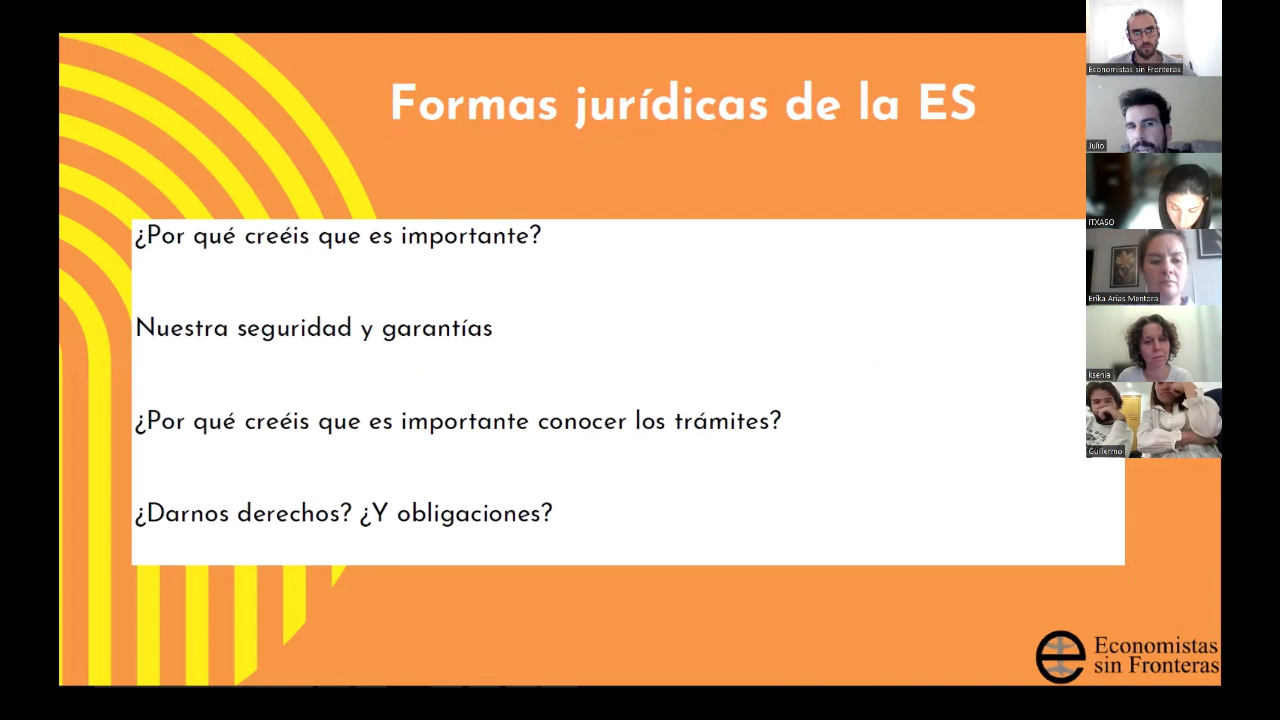 Formas jurídicas de la ES
¿Por qué creéis que es importante?
Nuestra seguridad y garantías
¿Por qué creéis que es importante conocer los trámites?
¿Darnos derechos? ¿Y obligaciones?
Economistas
sin Fronteras
Economistas sin Fronteras
Julio
ITXASO
Erika Arias Mentora
ksenia
Guillermo